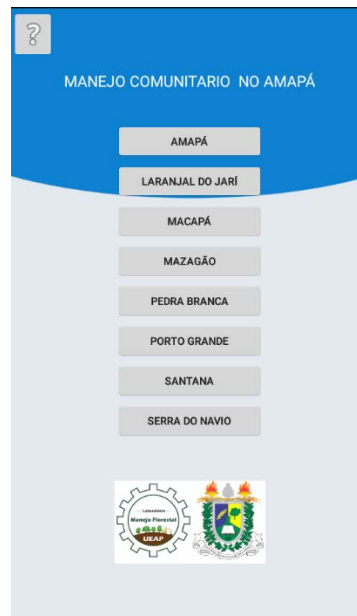 ?
MANEJO COMUNITARIO NO AMAPÁ
AMAPÁ
LARANJAL DO JARÍ
MACAPÁ
MAZAGÃO
PEDRA BRANCA
PORTO GRANDE
SANTANA
SERRA DO NAVIO
Laboratório
Manejo Florestal
UEAP